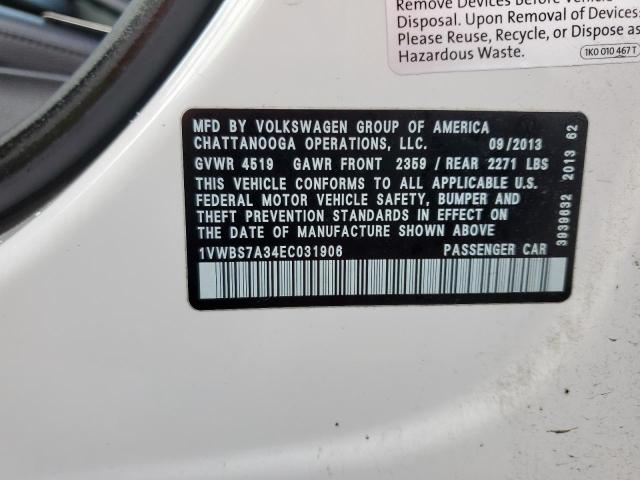 Remove Devices Before Vehicle
Disposal. Upon Removal of Devices
Please Reuse, Recycle, or Dispose as
Hazardous Waste.
1K0 010 467 T
MFD BY VOLKSWAGEN GROUP OF AMERICA
CHATTANOOGA OPERATIONS, LLC. 09/2013
GVWR 4519 GAWR FRONT 2359 / REAR 2271 LBS
THIS VEHICLE CONFORMS TO ALL APPLICABLE U.S.
FEDERAL MOTOR VEHICLE SAFETY, BUMPER AND
THEFT PREVENTION STANDARDS IN EFFECT ON
THE DATE OF MANUFACTURE SHOWN ABOVE
1VWBS7A34EC031906 PASSENGER CAR
3939632 2013 62